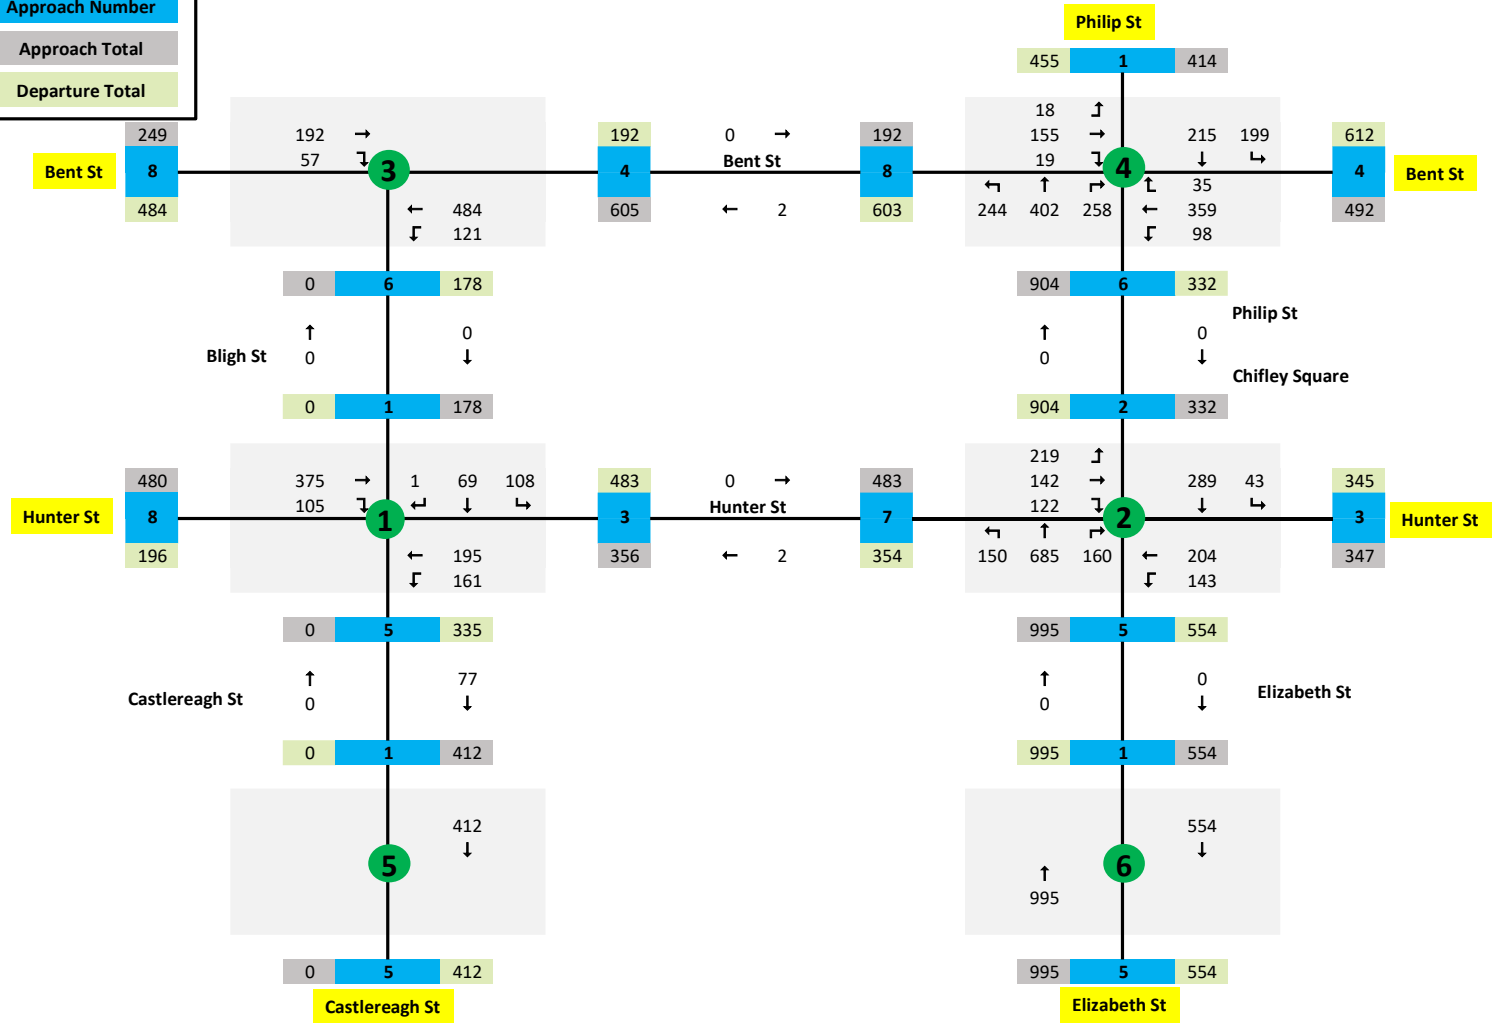 Approach Number
Philip St
Approach Total
455 1 414
Departure Total
18
249 192 192 0 192 155 215 199 612
57 19
Bent St 8 3 4 Bent St 8 4 4 Bent St
35
484 484 605 2 603 244 402 258 359 492
121 98
0 6 178 904 6 332
Philip St
0 0
Bligh St 0 0
Chifley Square
0 1 178 904 2 332
219
480 375 1 69 108 483 0 483 142 289 43 345
105 122
Hunter St 8 1 3 Hunter St 7 2 3 Hunter St
196 195 356 2 354 150 685 160 204 347
161 143
0 5 335 995 5 554
77 0
Castlereagh St 0 0 Elizabeth St
0 1 412 995 1 554
412 554
5 6
995
0 5 412 995 5 554
Castlereagh St Elizabeth St